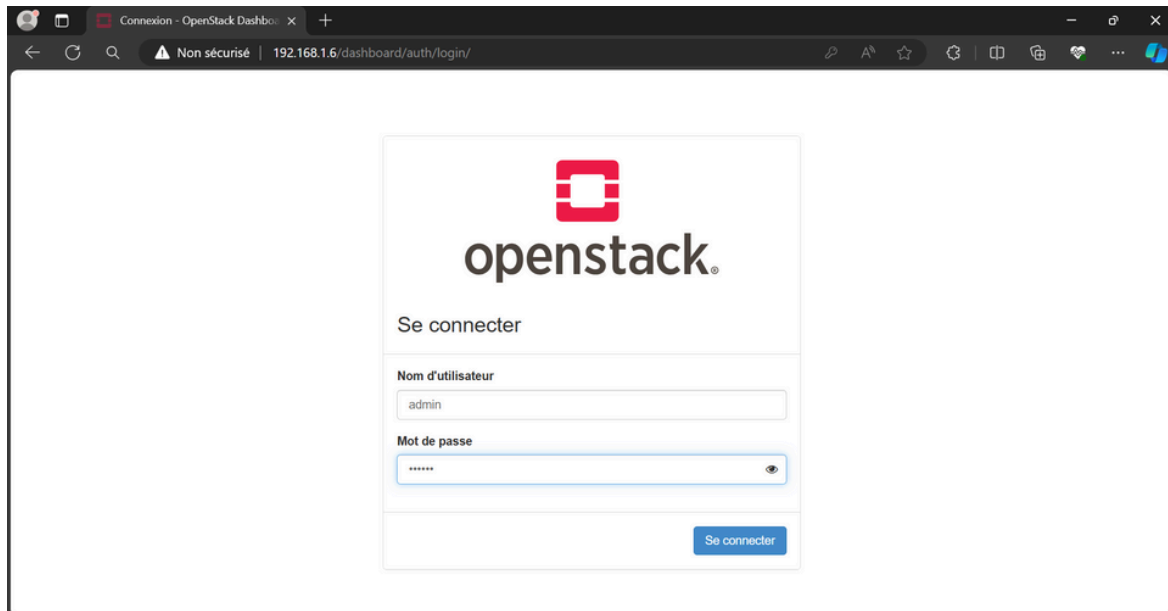 Connexion - OpenStack Dashboa
Non sécurisé | 192.168.1.6/dashboard/auth/login/
openstack.
Se connecter
Nom d'utilisateur
admin
Mot de passe
••••••
Se connecter